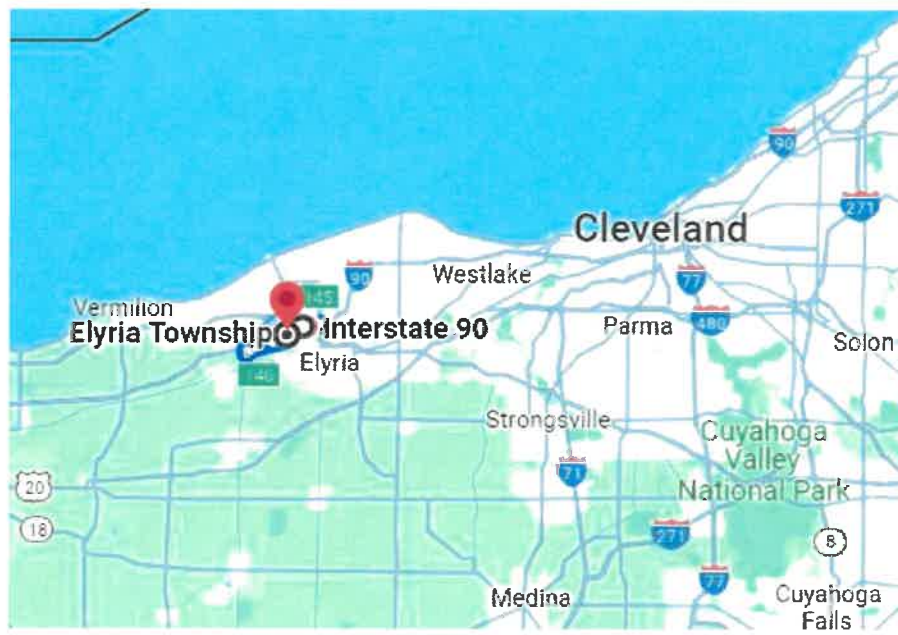 90
271
Cleveland
Westlake
90
77
145
Vermilion
Parma
480
Elyria Township
Interstate 90
Solon
Elyria
Strongsville
Cuyahoga
Valley
National Park
71
20
18
271
8
77
Medina
Cuyahoga
Falls